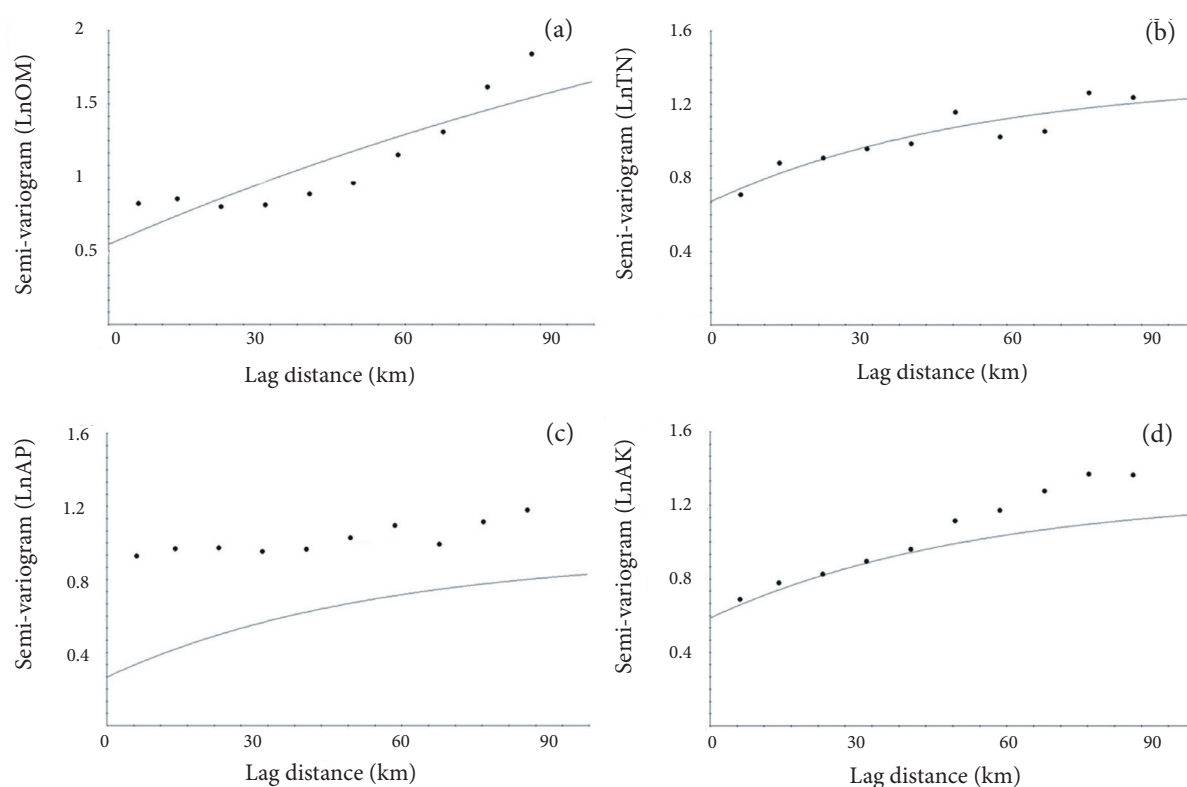 (a)
Semi-variogram (LnOM)
2
1.5
1
0.5
0 30 60 90
Lag distance (km)
(b)
Semi-variogram (LnTN)
1.6
1.2
0.8
0.4
0 30 60 90
Lag distance (km)
(c)
Semi-variogram (LnAP)
1.6
1.2
0.8
0.4
0 30 60 90
Lag distance (km)
(d)
Semi-variogram (LnAK)
1.6
1.2
0.8
0.4
0 30 60 90
Lag distance (km)